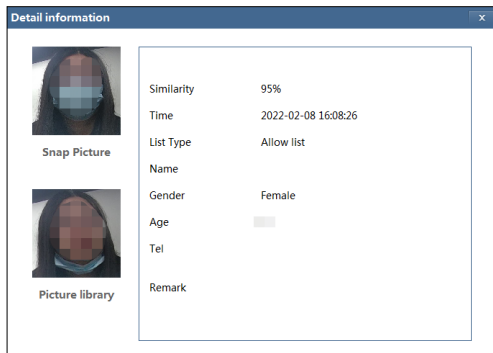 Detail information x
Snap Picture
Picture library
Similarity 95%
Time 2022-02-08 16:08:26
List Type Allow list
Name
Gender Female
Age
Tel
Remark